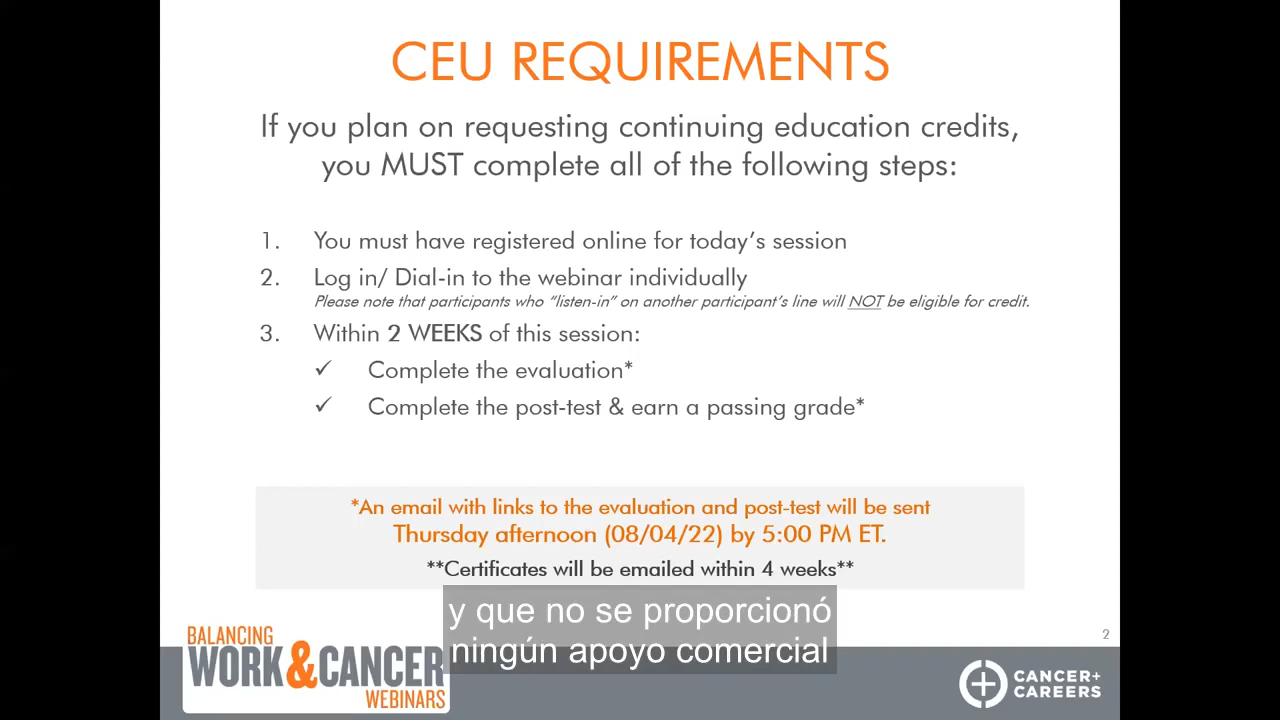 CEU REQUIREMENTS
If you plan on requesting continuing education credits,
you MUST complete all of the following steps:
1. You must have registered online for today's session
2. Log in/ Dial-in to the webinar individually
Please note that participants who "listen-in" on another participant's line will NOT be eligible for credit.
3. Within 2 WEEKS of this session:
✓ Complete the evaluation*
✓ Complete the post-test & earn a passing grade*
*An email with links to the evaluation and post-test will be sent
Thursday afternoon (08/04/22) by 5:00 PM ET.
**Certificates will be emailed within 4 weeks**
y que no se proporcionó
ningún apoyo comercial
2
BALANCING
WORK&CANCER
WEBINARS
CANCER+
CAREERS